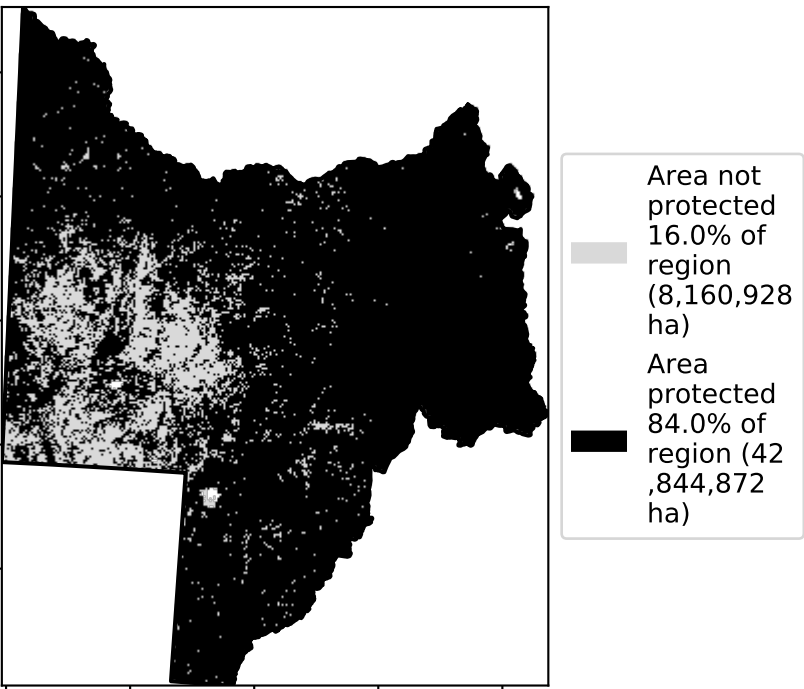 Area not
protected
16.0% of
region
(8,160,928
ha)
Area
protected
84.0% of
region (42
,844,872
ha)